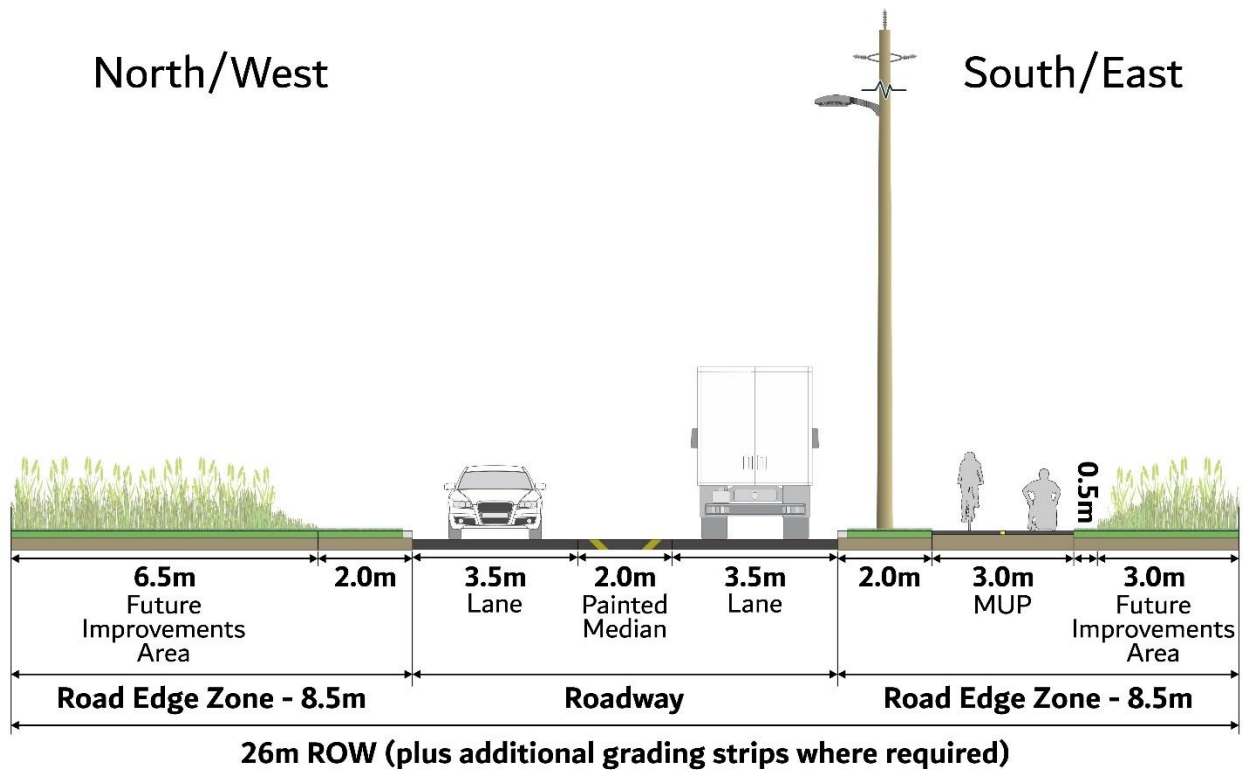 North/West
South/East
0.5m
6.5m
Future
Improvements
Area
2.0m
3.5m
Lane
2.0m
Painted
Median
3.5m
Lane
2.0m
3.0m
MUP
3.0m
Future
Improvements
Area
Road Edge Zone - 8.5m
Roadway
Road Edge Zone - 8.5m
26m ROW (plus additional grading strips where required)